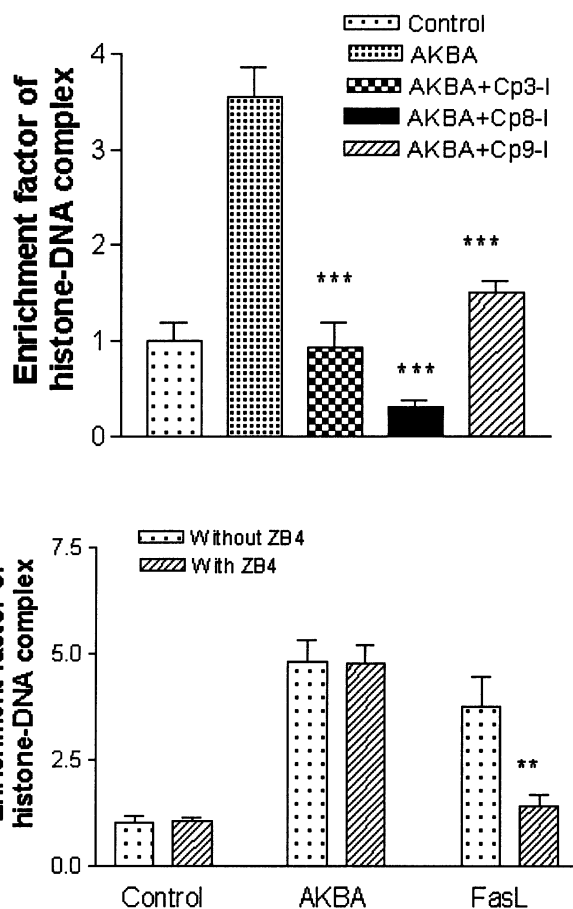 Control
AKBA
AKBA+Cp3-I
AKBA+Cp8-I
AKBA+Cp9-I
Enrichment factor of
histone-DNA complex
4
3
2
1
0
***
***
***
Without ZB4
With ZB4
histone-DNA complex
7.5
5.0
2.5
0.0
**
Control AKBA FasL